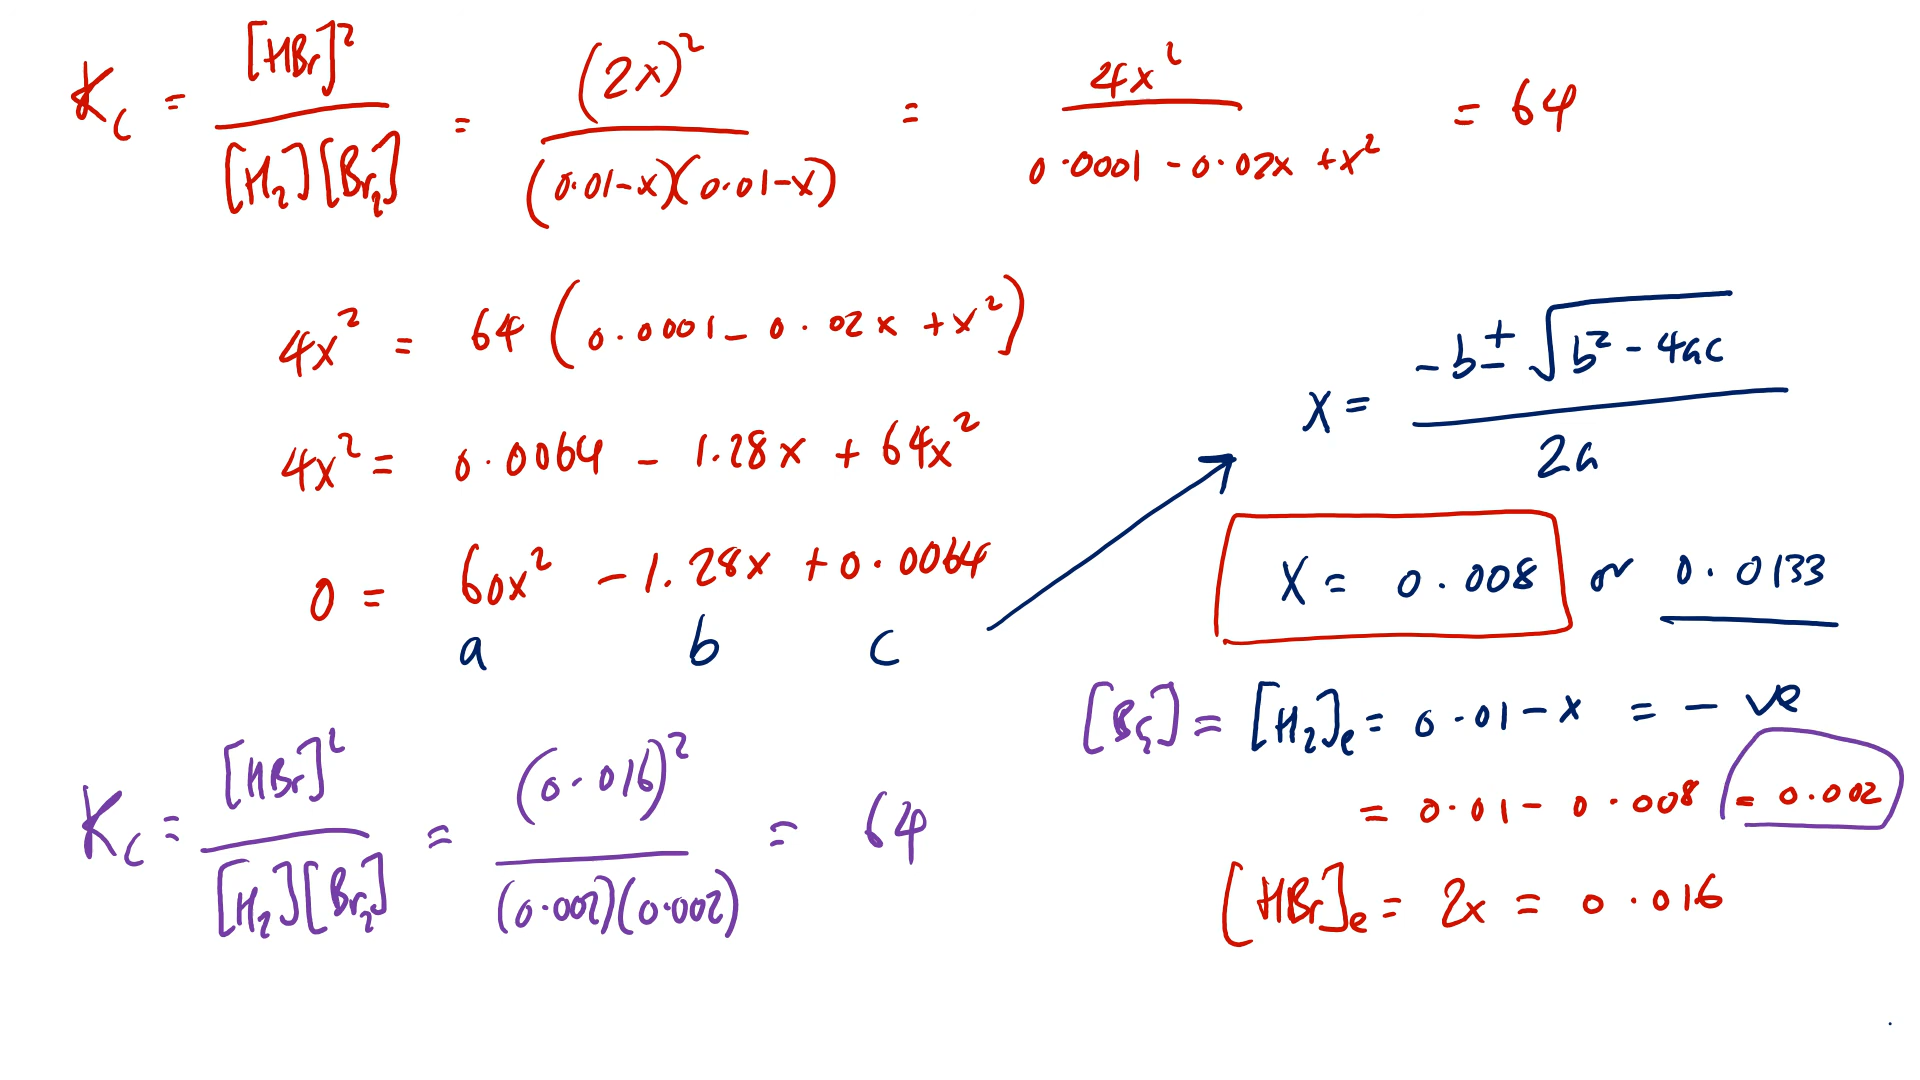 Kc = [HBr]² / [H₂][Br₂] = (2x)² / (0.01-x)(0.01-x) = 4x² / 0.0001 - 0.02x + x² = 64
4x² = 64 (0.0001 - 0.02x + x²)
4x² = 0.0064 - 1.28x + 64x²
0 = 60x² - 1.28x + 0.0064
a b c
x = -b ± √b² - 4ac / 2a
x = 0.008 or 0.0133
[Br₂] = [H₂]e = 0.01 - x = - ve
= 0.01 - 0.008 = 0.002
[HBr]e = 2x = 0.016
Kc = [HBr]² / [H₂][Br₂] = (0.016)² / (0.002)(0.002) = 64